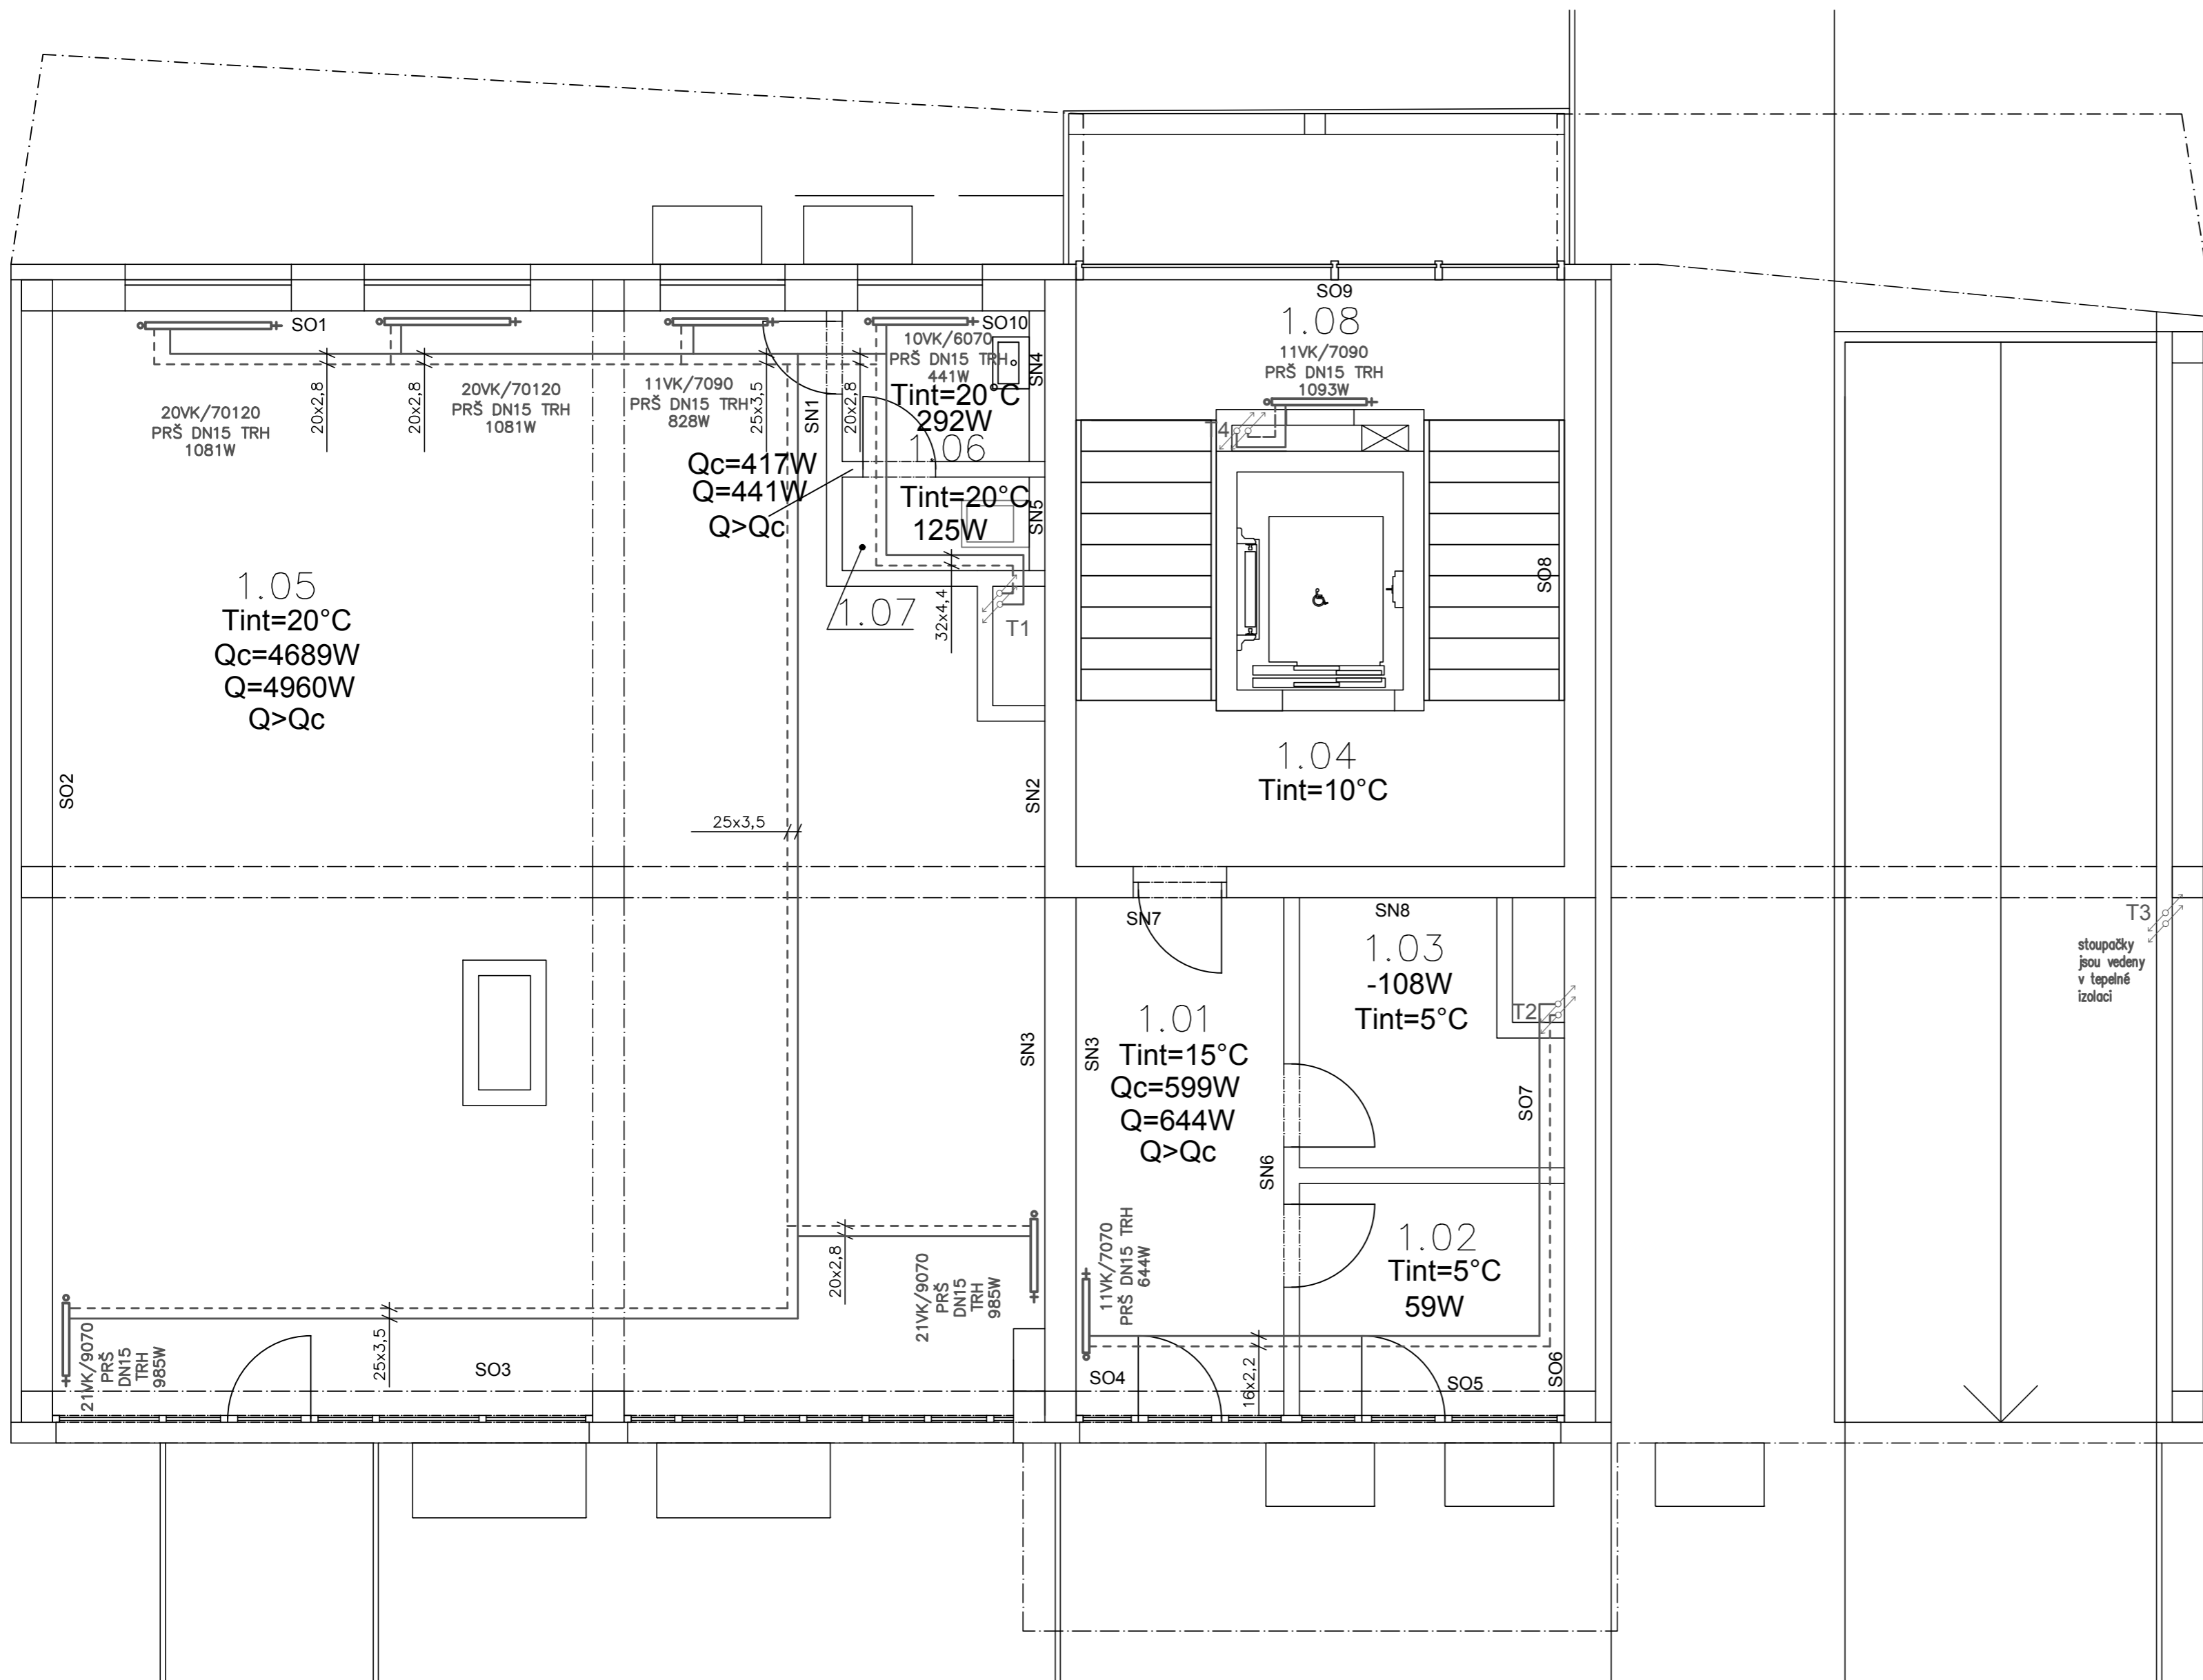 SO9
1.08
11VK/7090
PRŠ DN15 TRH
1093W
SO1
SO10
10VK/6070
PRŠ DN15 TRH
441W
Tint=20°C
292W
1.06
SN4
20VK/70120
PRŠ DN15 TRH
1081W
20x2,8
20x2,8
20VK/70120
PRŠ DN15 TRH
1081W
11VK/7090
PRŠ DN15 TRH
828W
25x3,5
SN1
20x2,8
T4
Qc=417W
Q=441W
Q>Qc
Tint=20°C
125W
SN5
SO8
1.05
Tint=20°C
Qc=4689W
Q=4960W
Q>Qc
1.07
32x4,4
T1
SO2
SN2
1.04
Tint=10°C
25x3,5
SN7
SN8
1.03
-108W
Tint=5°C
T2
T3
stoupačky
jsou vedeny
v tepelné
izolaci
SN3
SN3
1.01
Tint=15°C
Qc=599W
Q=644W
Q>Qc
SO7
SN6
1.02
Tint=5°C
59W
11VK/7070
PRŠ DN15 TRH
644W
20x2,8
21VK/9070
PRŠ
DN15
TRH
985W
21VK/9070
PRŠ
DN15
TRH
985W
25x3,5
SO3
SO4
16x2,2
SO5
SO6